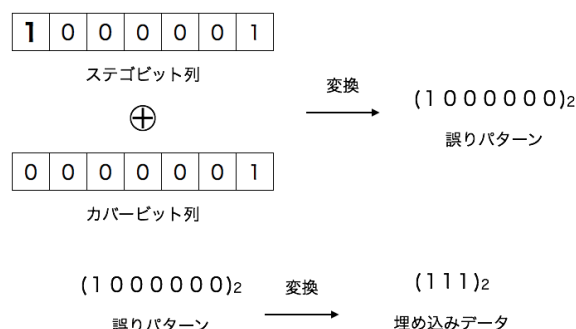 1 0 0 0 0 0 1
ステゴビット列
⊕
変換
(1 0 0 0 0 0 0)2
誤りパターン
0 0 0 0 0 0 1
カバービット列
(1 0 0 0 0 0 0)2
変換
(1 1 1)2
誤りパターン
埋め込みデータ